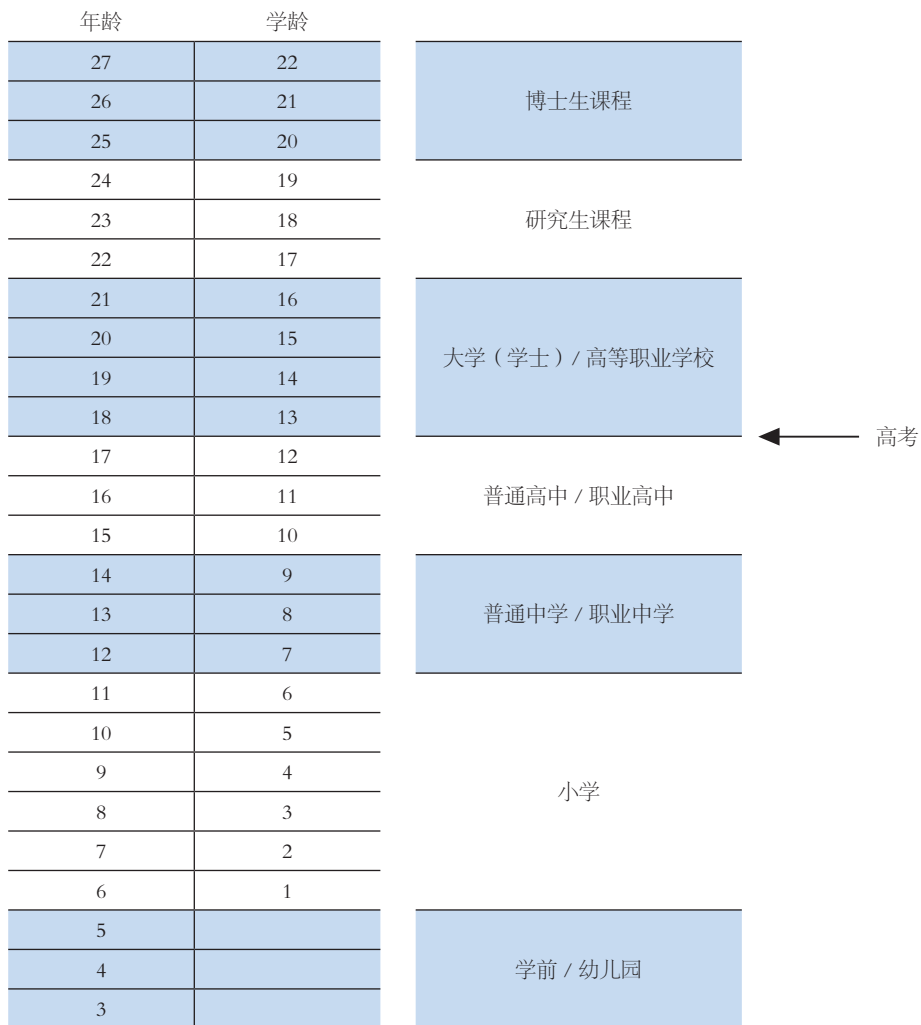 年龄 学龄
27 22
26 21 博士生课程
25 20
24 19
23 18 研究生课程
22 17
21 16
20 15
大学（学士）/ 高等职业学校
19 14
18 13
高考
17 12
16 11 普通高中 / 职业高中
15 10
14 9
13 8 普通中学 / 职业中学
12 7
11 6
10 5
9 4
小学
8 3
7 2
6 1
5
4 学前 / 幼儿园
3